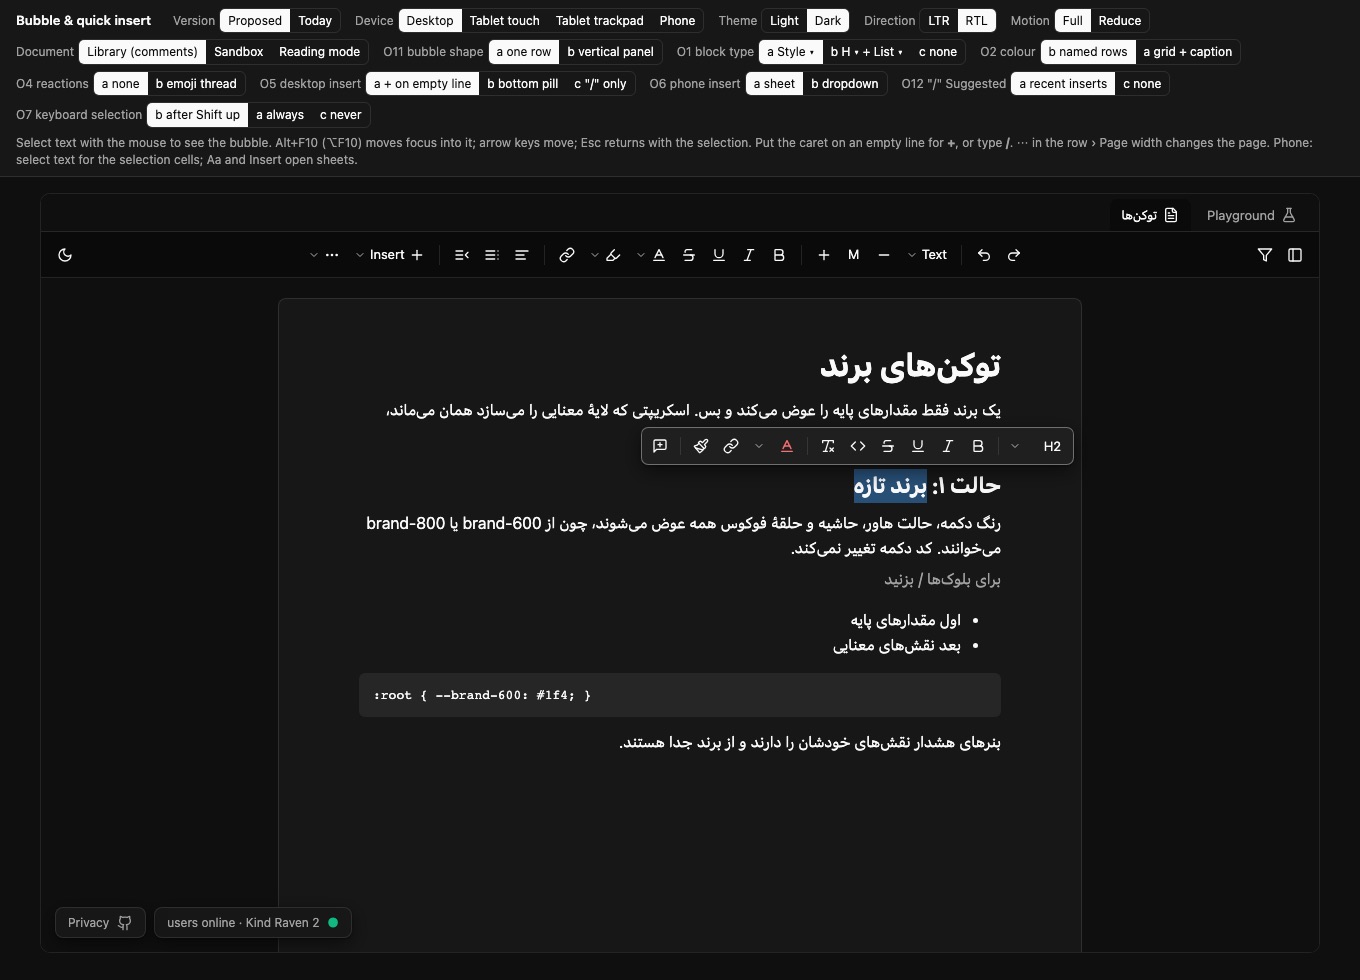 Bubble & quick insert Version Proposed Today Device Desktop Tablet touch Tablet trackpad Phone Theme Light Dark Direction LTR RTL Motion Full Reduce
Document Library (comments) Sandbox Reading mode O11 bubble shape a one row b vertical panel O1 block type a Style ▾ b H ▾ + List ▾ c none O2 colour b named rows a grid + caption
O4 reactions a none b emoji thread O5 desktop insert a + on empty line b bottom pill c "/" only O6 phone insert a sheet b dropdown O12 "/" Suggested a recent inserts c none
O7 keyboard selection b after Shift up a always c never
Select text with the mouse to see the bubble. Alt+F10 (⌥F10) moves focus into it; arrow keys move; Esc returns with the selection. Put the caret on an empty line for +, or type /. ··· in the row › Page width changes the page. Phone:
select text for the selection cells; Aa and Insert open sheets.
Playground توکن‌ها
Text M Insert
توکن‌های برند
یک برند فقط مقدارهای پایه را عوض می‌کند و بس. اسکریپتی که لایهٔ معنایی را می‌سازد همان می‌ماند،
H2
حالت ۱: برند تازه
رنگ دکمه، حالت هاور، حاشیه و حلقهٔ فوکوس همه عوض می‌شوند، چون از brand-600 یا brand-800
می‌خوانند. کد دکمه تغییر نمی‌کند.
برای بلوک‌ها / بزنید
• اول مقدارهای پایه
• بعد نقش‌های معنایی
:root { --brand-600: #1f4; }
بنرهای هشدار نقش‌های خودشان را دارند و از برند جدا هستند.
Privacy users online · Kind Raven 2